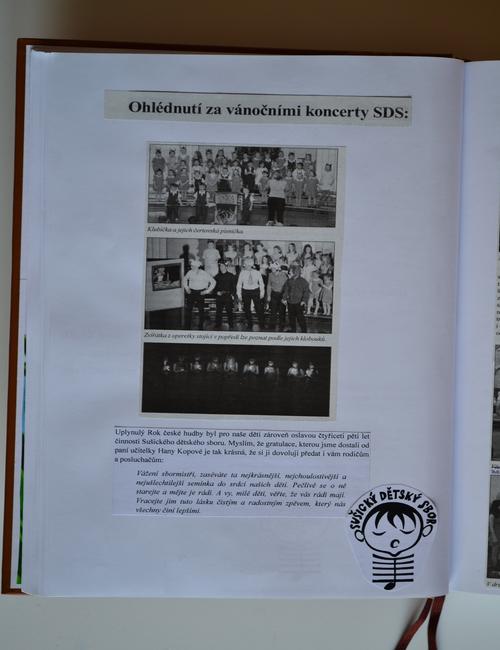 Ohlédnutí za vánočními koncerty SDS:
Klubíčka a jejich čertovská písnička.
Zvířátka z operetky stojící v popředí lze poznat podle jejich klobouků.
Uplynulý Rok české hudby byl pro naše děti zároveň oslavou čtyřiceti pěti let
činnosti Sušického dětského sboru. Myslím, že gratulace, kterou jsme dostali od
paní učitelky Hany Kopové je tak krásná, že si ji dovoluji předat i vám rodičům
a posluchačům:
Vážení sbormistři, zaséváte ta nejkrásnější, nejchoulostivější a
nejušlechtilejší semínka do srdcí našich dětí. Pečlivě se o ně
starejte a mějte je rádi. A vy, milé děti, věřte, že vás rádi mají.
Vracejte jim tuto lásku čistým a radostným zpěvem, který nás
všechny činí lepšími.
SUŠICKÝ DĚTSKÝ SBOR